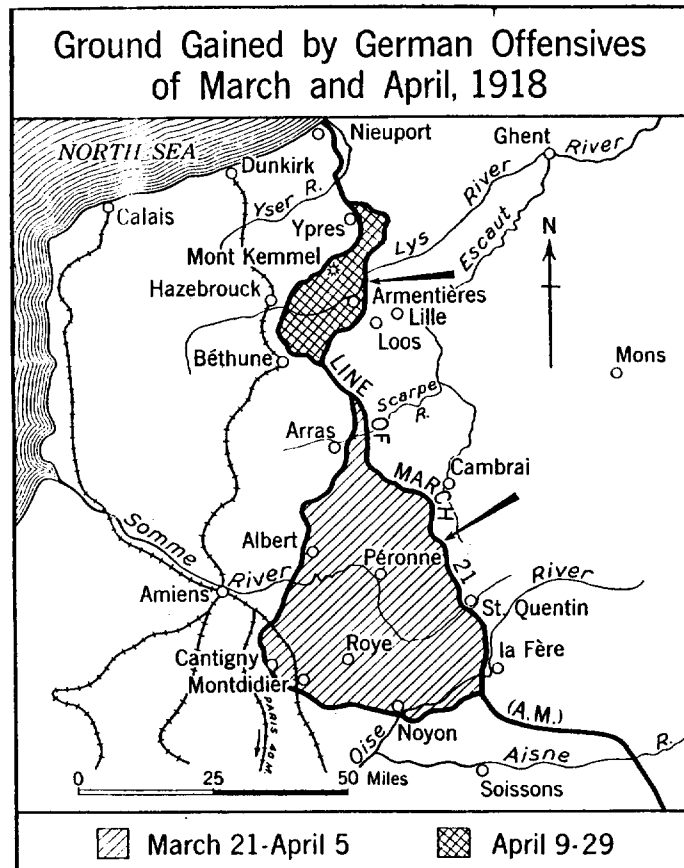 Ground Gained by German Offensives
of March and April, 1918
NORTH SEA
Nieuport
Ghent
River
Dunkirk
Yser R.
River
Calais
Ypres
Lys
Escaut
N
Mont Kemmel
Hazebrouck
Armentières
Lille
Loos
Béthune
Mons
LINE OF MARCH 21
Scarpe
R.
Arras
Cambrai
Somme
Albert
Péronne
River
Amiens
River
St. Quentin
Cantigny
Roye
la Fère
Montdidier
(A.M.)
PARIS 40 M.
Oise
Noyon
Aisne
R.
0 25 50 Miles
Soissons
March 21-April 5
April 9-29